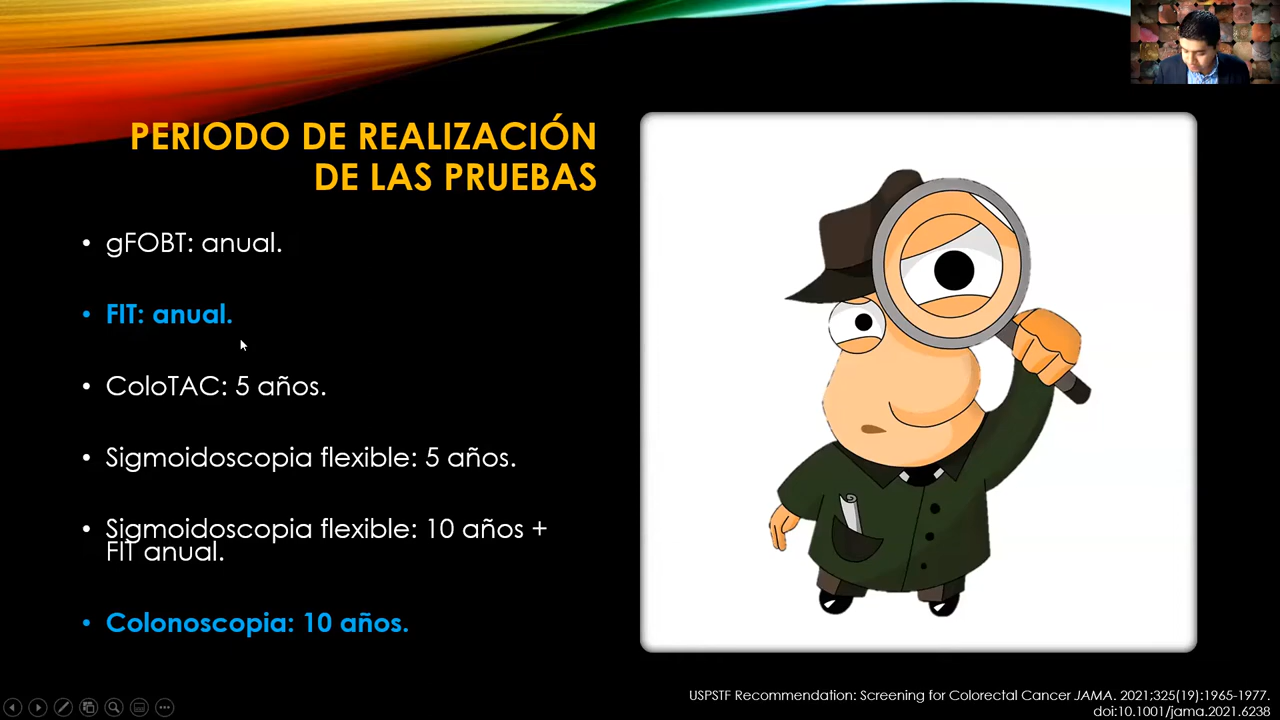 PERIODO DE REALIZACIÓN
DE LAS PRUEBAS
• gFOBT: anual.
• FIT: anual.
• ColoTAC: 5 años.
• Sigmoidoscopia flexible: 5 años.
• Sigmoidoscopia flexible: 10 años +
FIT anual.
• Colonoscopia: 10 años.
USPSTF Recommendation: Screening for Colorectal Cancer JAMA. 2021;325(19):1965-1977.
doi:10.1001/jama.2021.6238